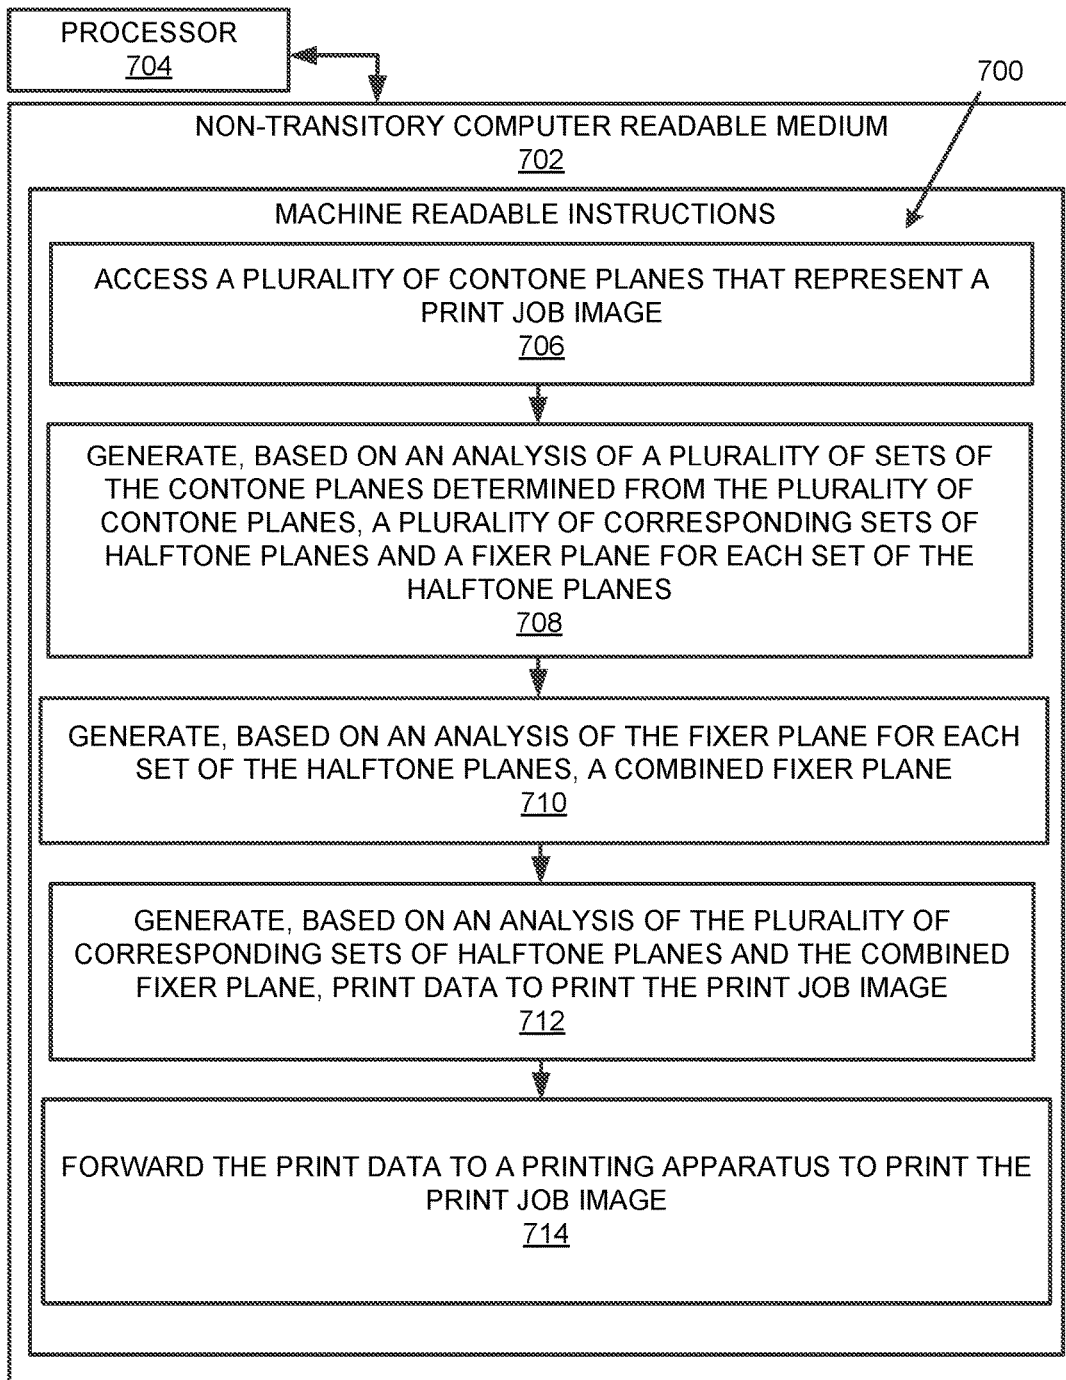 PROCESSOR
704
700
NON-TRANSITORY COMPUTER READABLE MEDIUM
702
MACHINE READABLE INSTRUCTIONS
ACCESS A PLURALITY OF CONTONE PLANES THAT REPRESENT A
PRINT JOB IMAGE
706
GENERATE, BASED ON AN ANALYSIS OF A PLURALITY OF SETS OF
THE CONTONE PLANES DETERMINED FROM THE PLURALITY OF
CONTONE PLANES, A PLURALITY OF CORRESPONDING SETS OF
HALFTONE PLANES AND A FIXER PLANE FOR EACH SET OF THE
HALFTONE PLANES
708
GENERATE, BASED ON AN ANALYSIS OF THE FIXER PLANE FOR EACH
SET OF THE HALFTONE PLANES, A COMBINED FIXER PLANE
710
GENERATE, BASED ON AN ANALYSIS OF THE PLURALITY OF
CORRESPONDING SETS OF HALFTONE PLANES AND THE COMBINED
FIXER PLANE, PRINT DATA TO PRINT THE PRINT JOB IMAGE
712
FORWARD THE PRINT DATA TO A PRINTING APPARATUS TO PRINT THE
PRINT JOB IMAGE
714